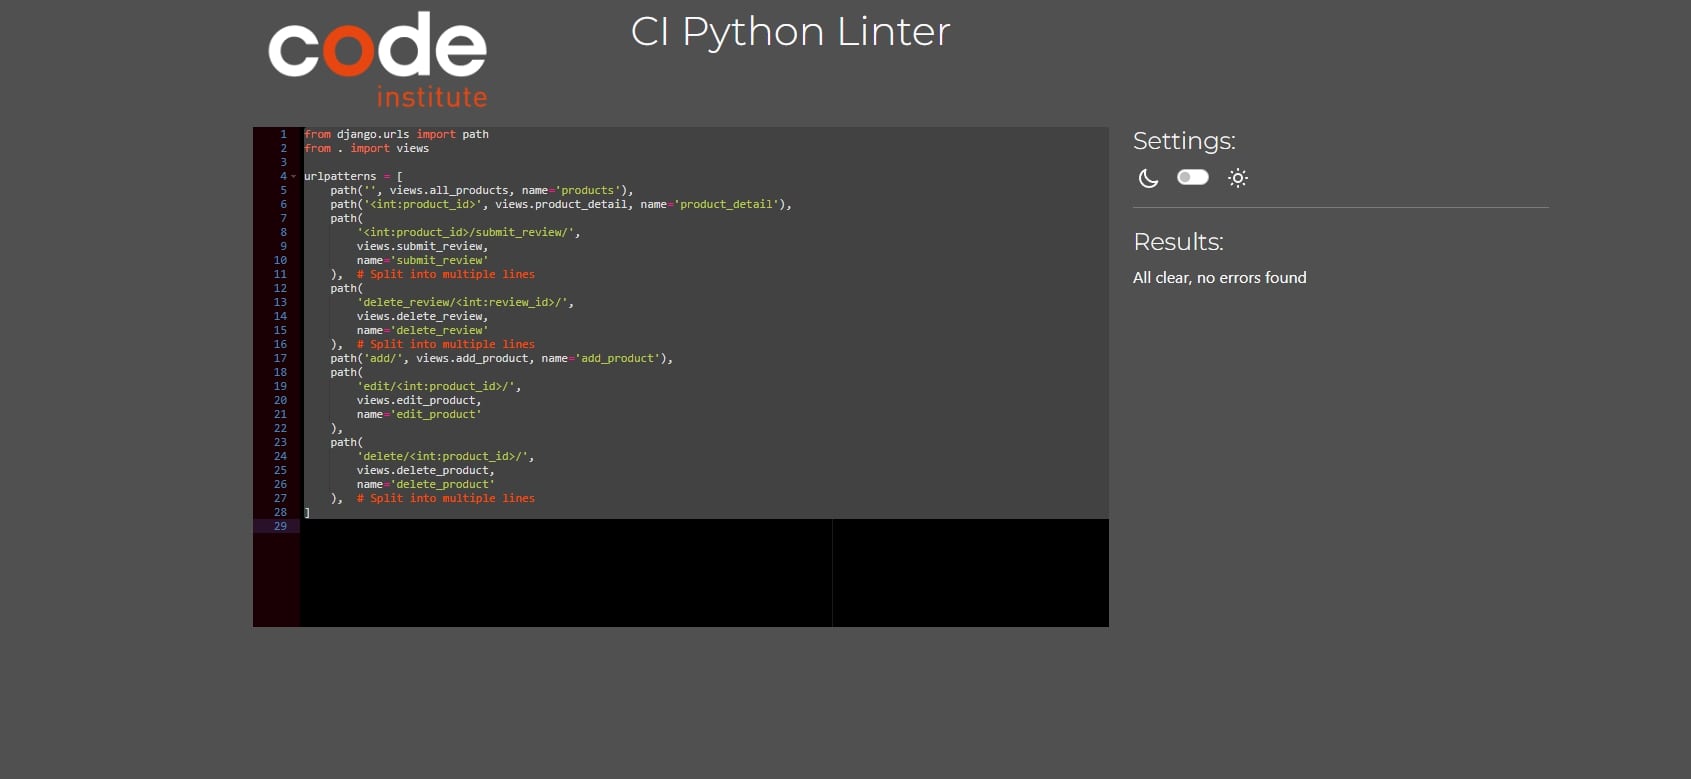 code
institute
CI Python Linter
1 from django.urls import path
2 from . import views
3
4 urlpatterns = [
5     path('', views.all_products, name='products'),
6     path('<int:product_id>', views.product_detail, name='product_detail'),
7     path(
8         '<int:product_id>/submit_review/',
9         views.submit_review,
10         name='submit_review'
11     ),  # Split into multiple lines
12     path(
13         'delete_review/<int:review_id>/',
14         views.delete_review,
15         name='delete_review'
16     ),  # Split into multiple lines
17     path('add/', views.add_product, name='add_product'),
18     path(
19         'edit/<int:product_id>/',
20         views.edit_product,
21         name='edit_product'
22     ),
23     path(
24         'delete/<int:product_id>/',
25         views.delete_product,
26         name='delete_product'
27     ),  # Split into multiple lines
28 ]
29
Settings:
Results:
All clear, no errors found